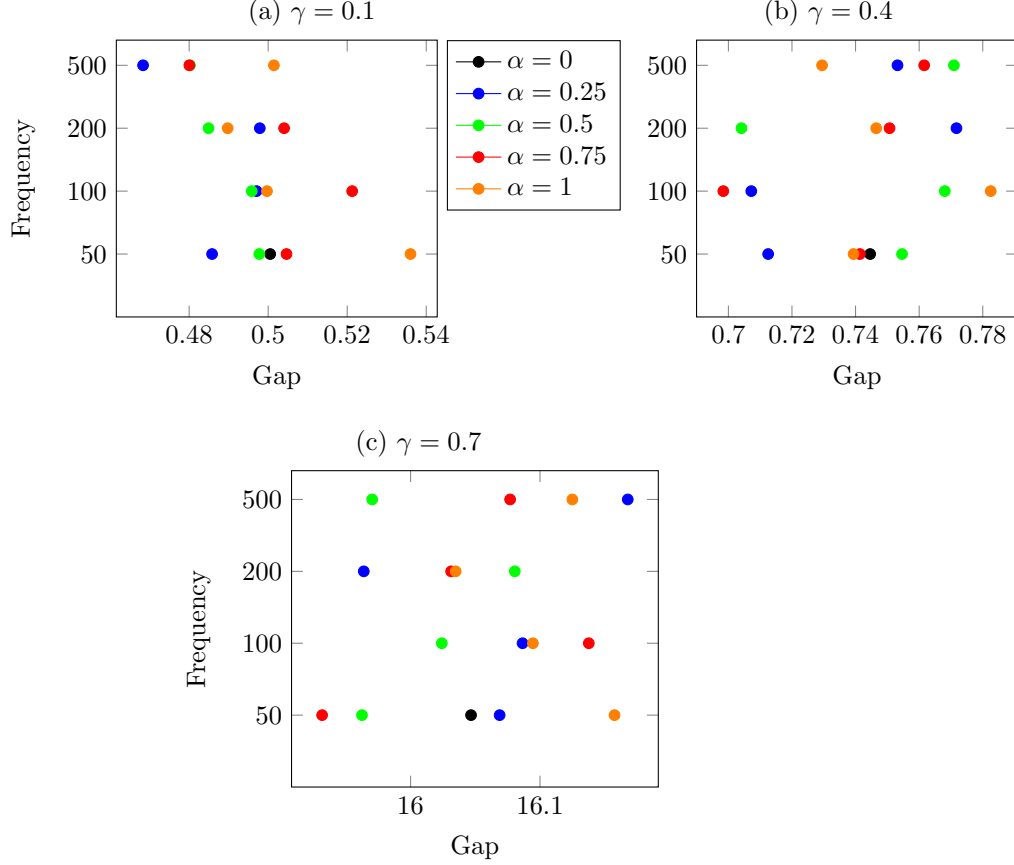 (a) γ = 0.1
500
200
100
50
Frequency
0.48
0.5
0.52
0.54
Gap
α = 0
α = 0.25
α = 0.5
α = 0.75
α = 1
(b) γ = 0.4
500
200
100
50
0.7
0.72
0.74
0.76
0.78
Gap
(c) γ = 0.7
500
200
100
50
Frequency
16
16.1
Gap